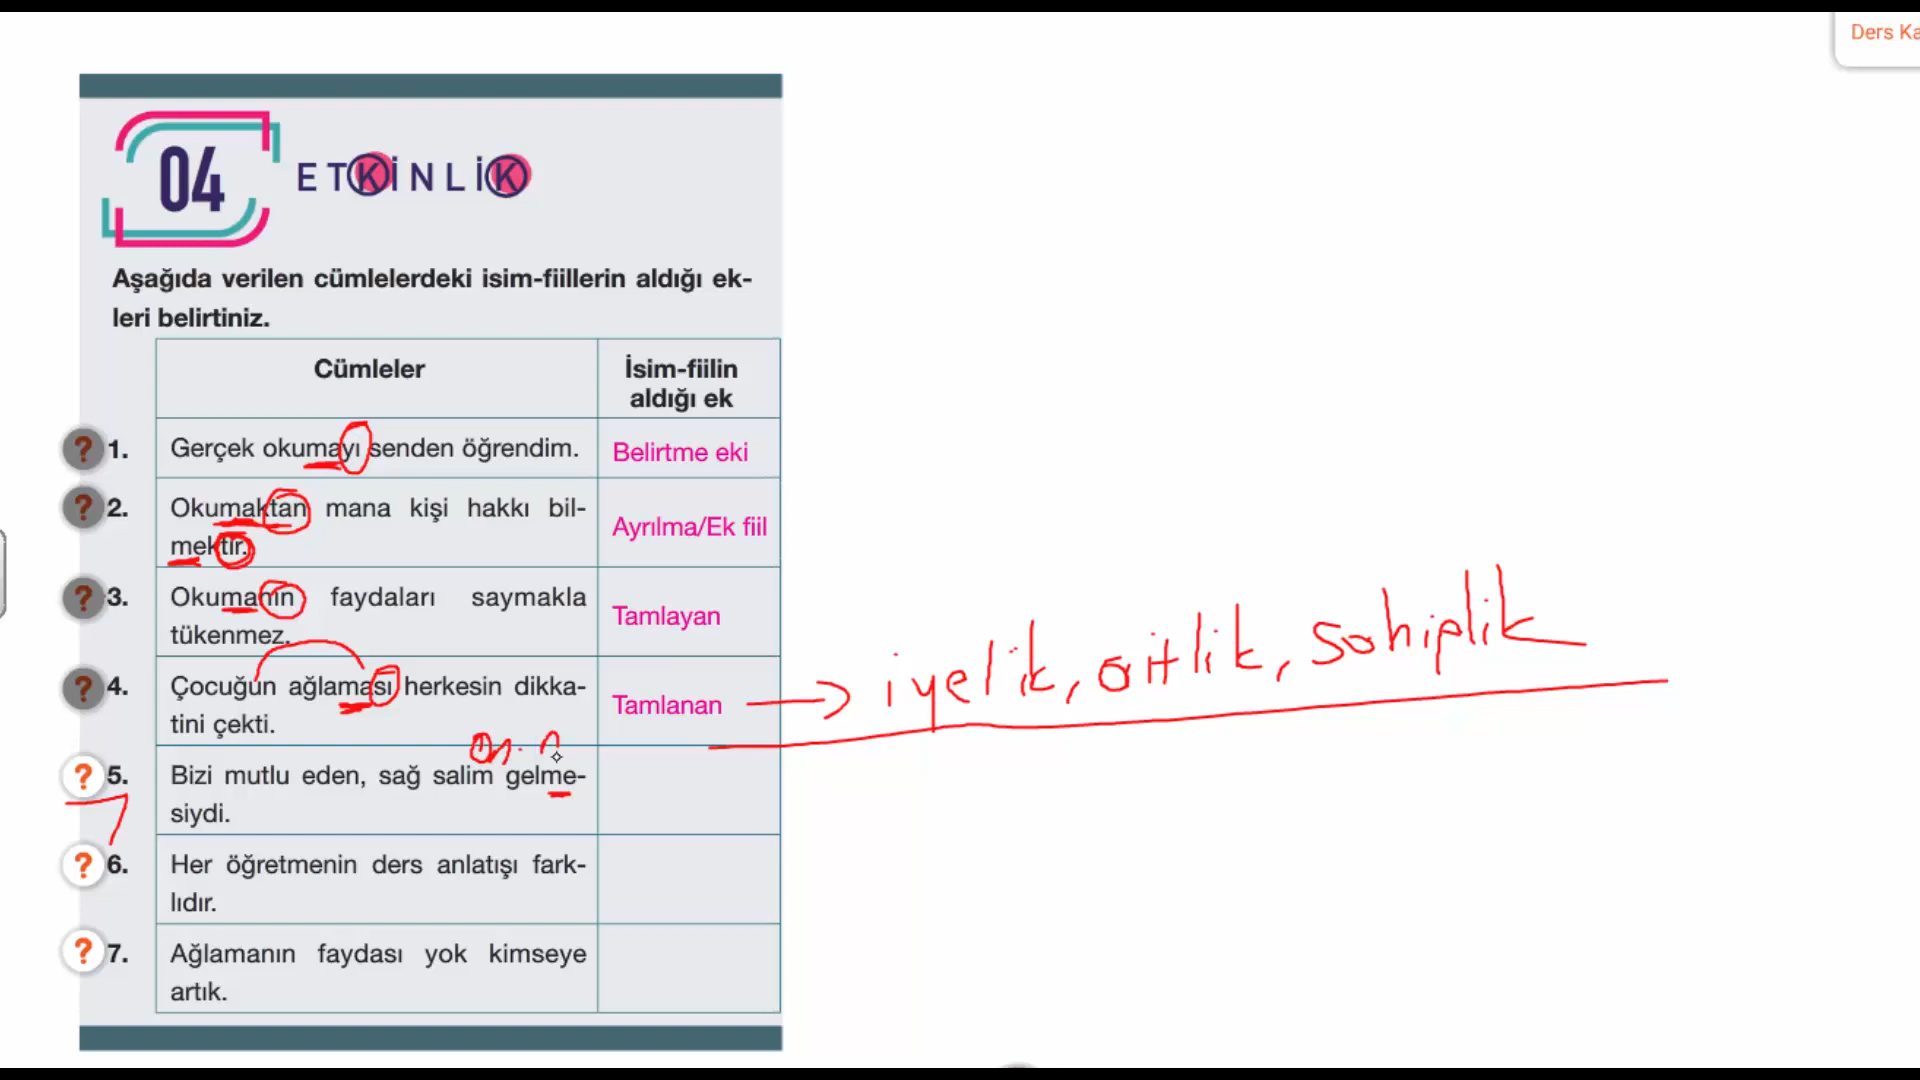 Ders Ka
04
ETKİNLİK
Aşağıda verilen cümlelerdeki isim-fiillerin aldığı ek-
leri belirtiniz.
Cümleler
İsim-fiilin
aldığı ek
? 1. Gerçek okumayı senden öğrendim. Belirtme eki
? 2. Okumaktan mana kişi hakkı bil-
mektir. Ayrılma/Ek fiil
? 3. Okumanın faydaları saymakla
tükenmez. Tamlayan
? 4. Çocuğun ağlaması herkesin dikka-
tini çekti. Tamlanan
iyelik, aitlik, sahiplik
? 5. Bizi mutlu eden, sağ salim gelme-
siydi.
? 6. Her öğretmenin ders anlatışı fark-
lıdır.
? 7. Ağlamanın faydası yok kimseye
artık.